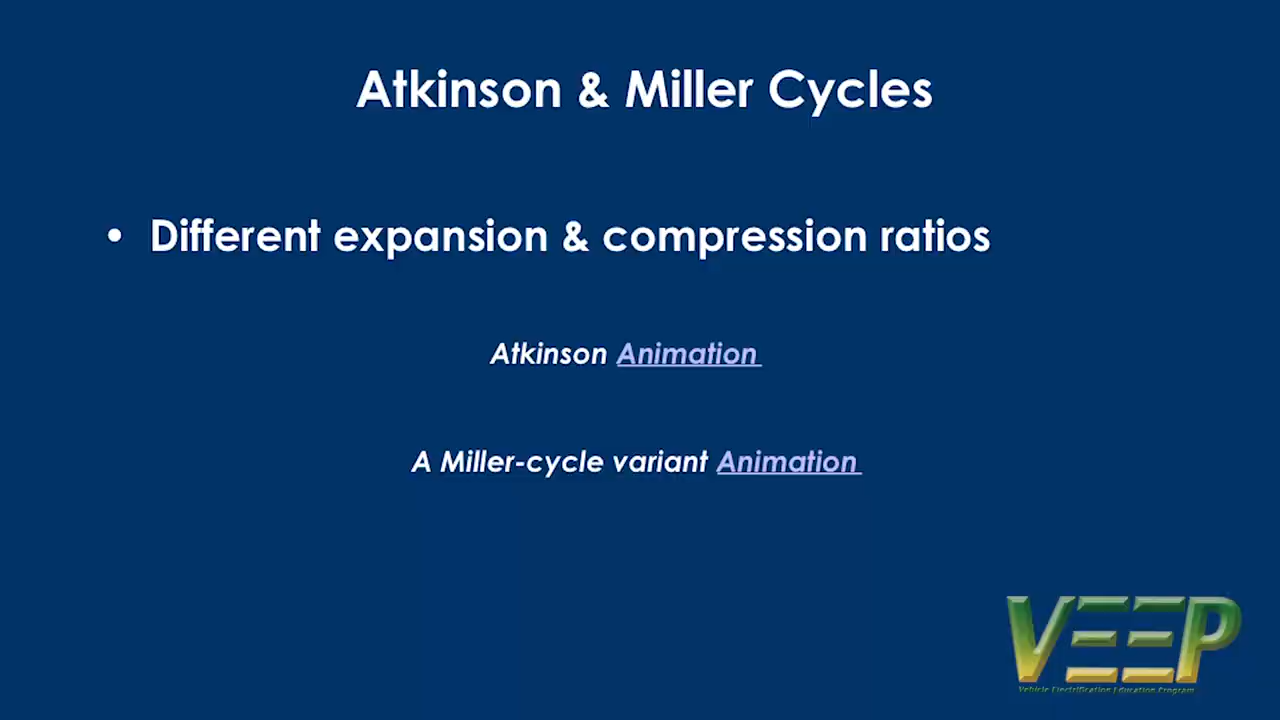 Atkinson & Miller Cycles
• Different expansion & compression ratios
Atkinson Animation
A Miller-cycle variant Animation
VEEP
Vehicle Electrification Education Program